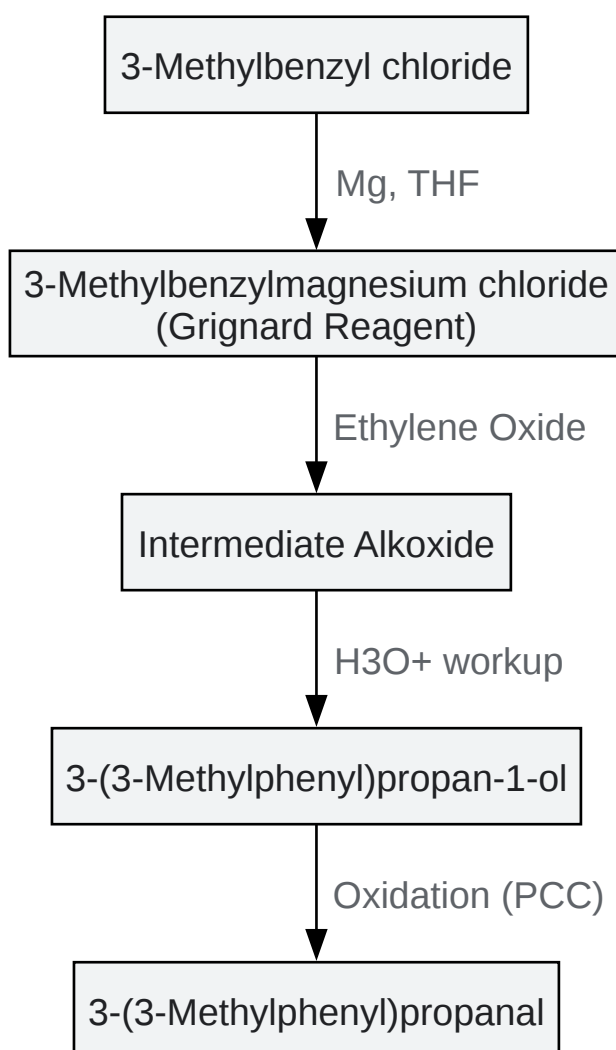 3-Methylbenzyl chloride
Mg, THF
3-Methylbenzylmagnesium chloride
(Grignard Reagent)
Ethylene Oxide
Intermediate Alkoxide
H3O+ workup
3-(3-Methylphenyl)propan-1-ol
Oxidation (PCC)
3-(3-Methylphenyl)propanal